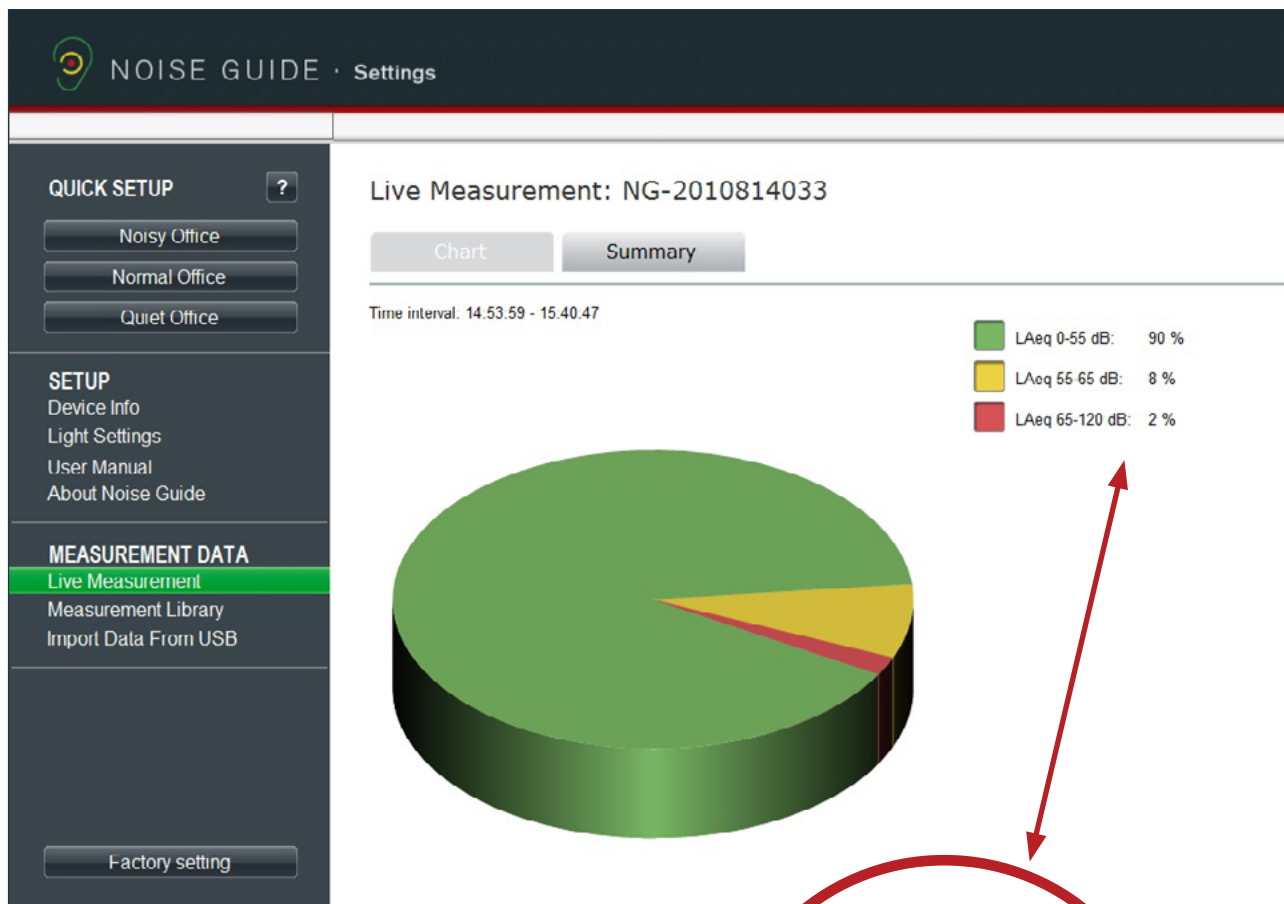 NOISE GUIDE · Settings
QUICK SETUP ?
Noisy Office
Normal Office
Quiet Office
SETUP
Device Info
Light Settings
User Manual
About Noise Guide
MEASUREMENT DATA
Live Measurement
Measurement Library
Import Data From USB
Factory setting
Live Measurement: NG-2010814033
Chart Summary
Time interval: 14.53.59 - 15.40.47
LAeq 0-55 dB: 90 %
LAeq 55-65 dB: 8 %
LAeq 65-120 dB: 2 %